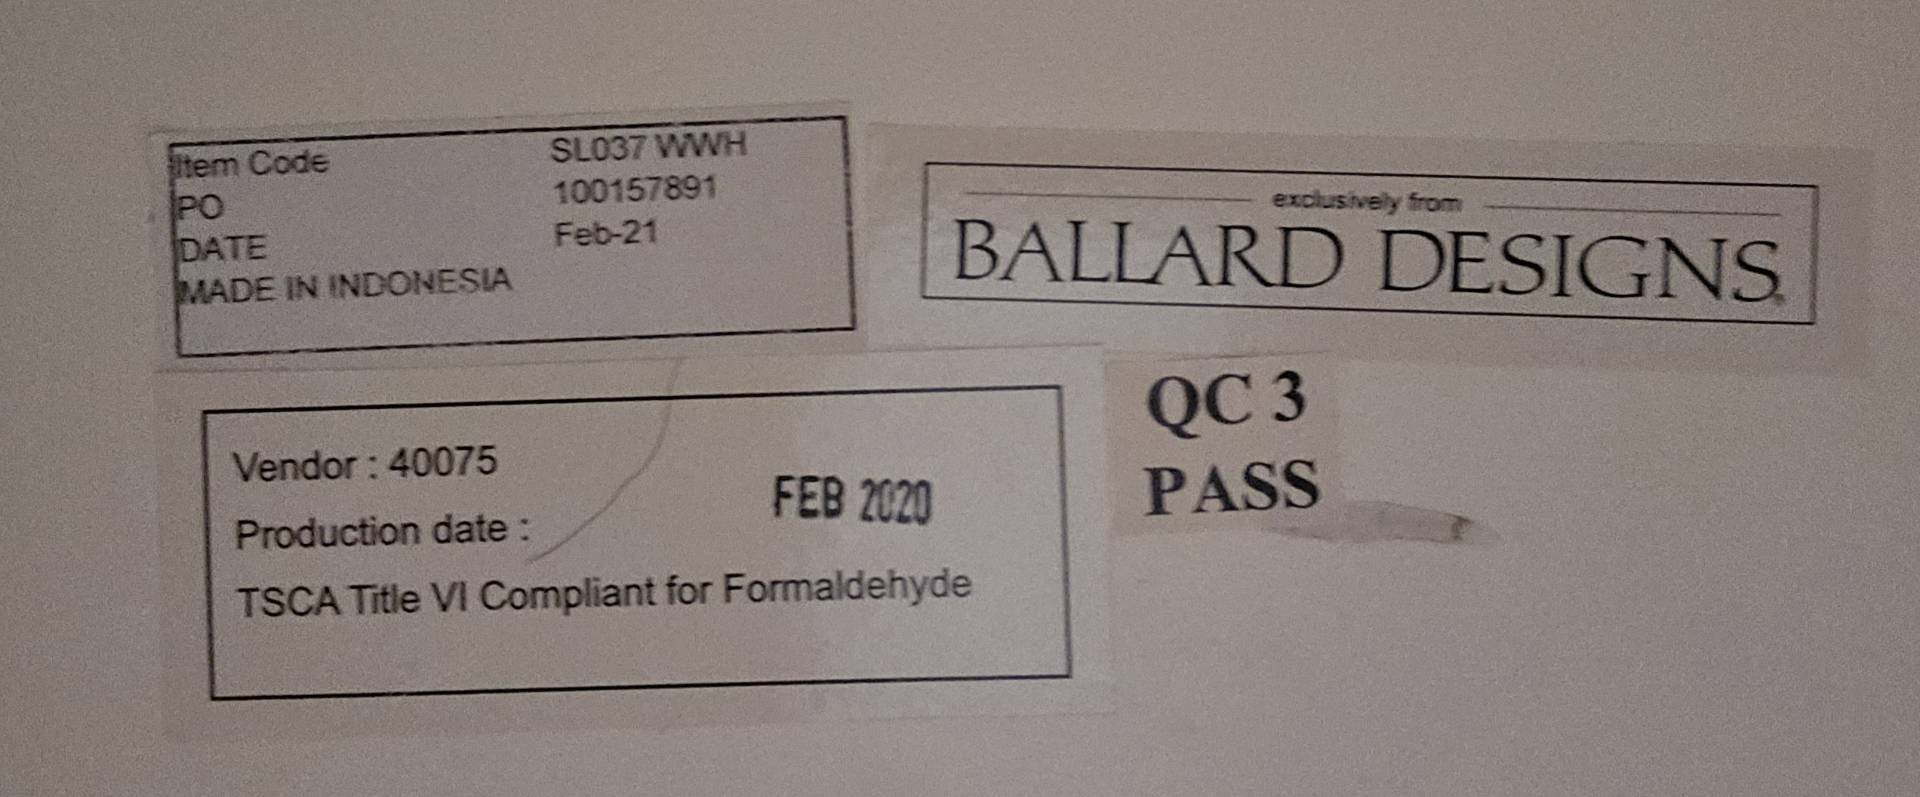 Item Code SL037 WWH
PO 100157891
DATE Feb-21
MADE IN INDONESIA
exclusively from
BALLARD DESIGNS
Vendor : 40075
Production date : FEB 2020
TSCA Title VI Compliant for Formaldehyde
QC 3
PASS